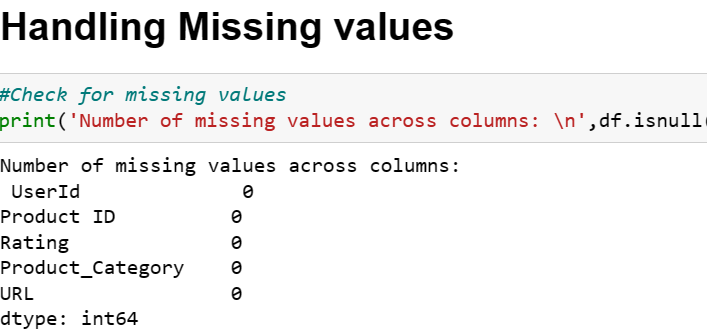 Handling Missing values
#Check for missing values
print('Number of missing values across columns: \n',df.isnull(
Number of missing values across columns:
UserId 0
Product ID 0
Rating 0
Product_Category 0
URL 0
dtype: int64